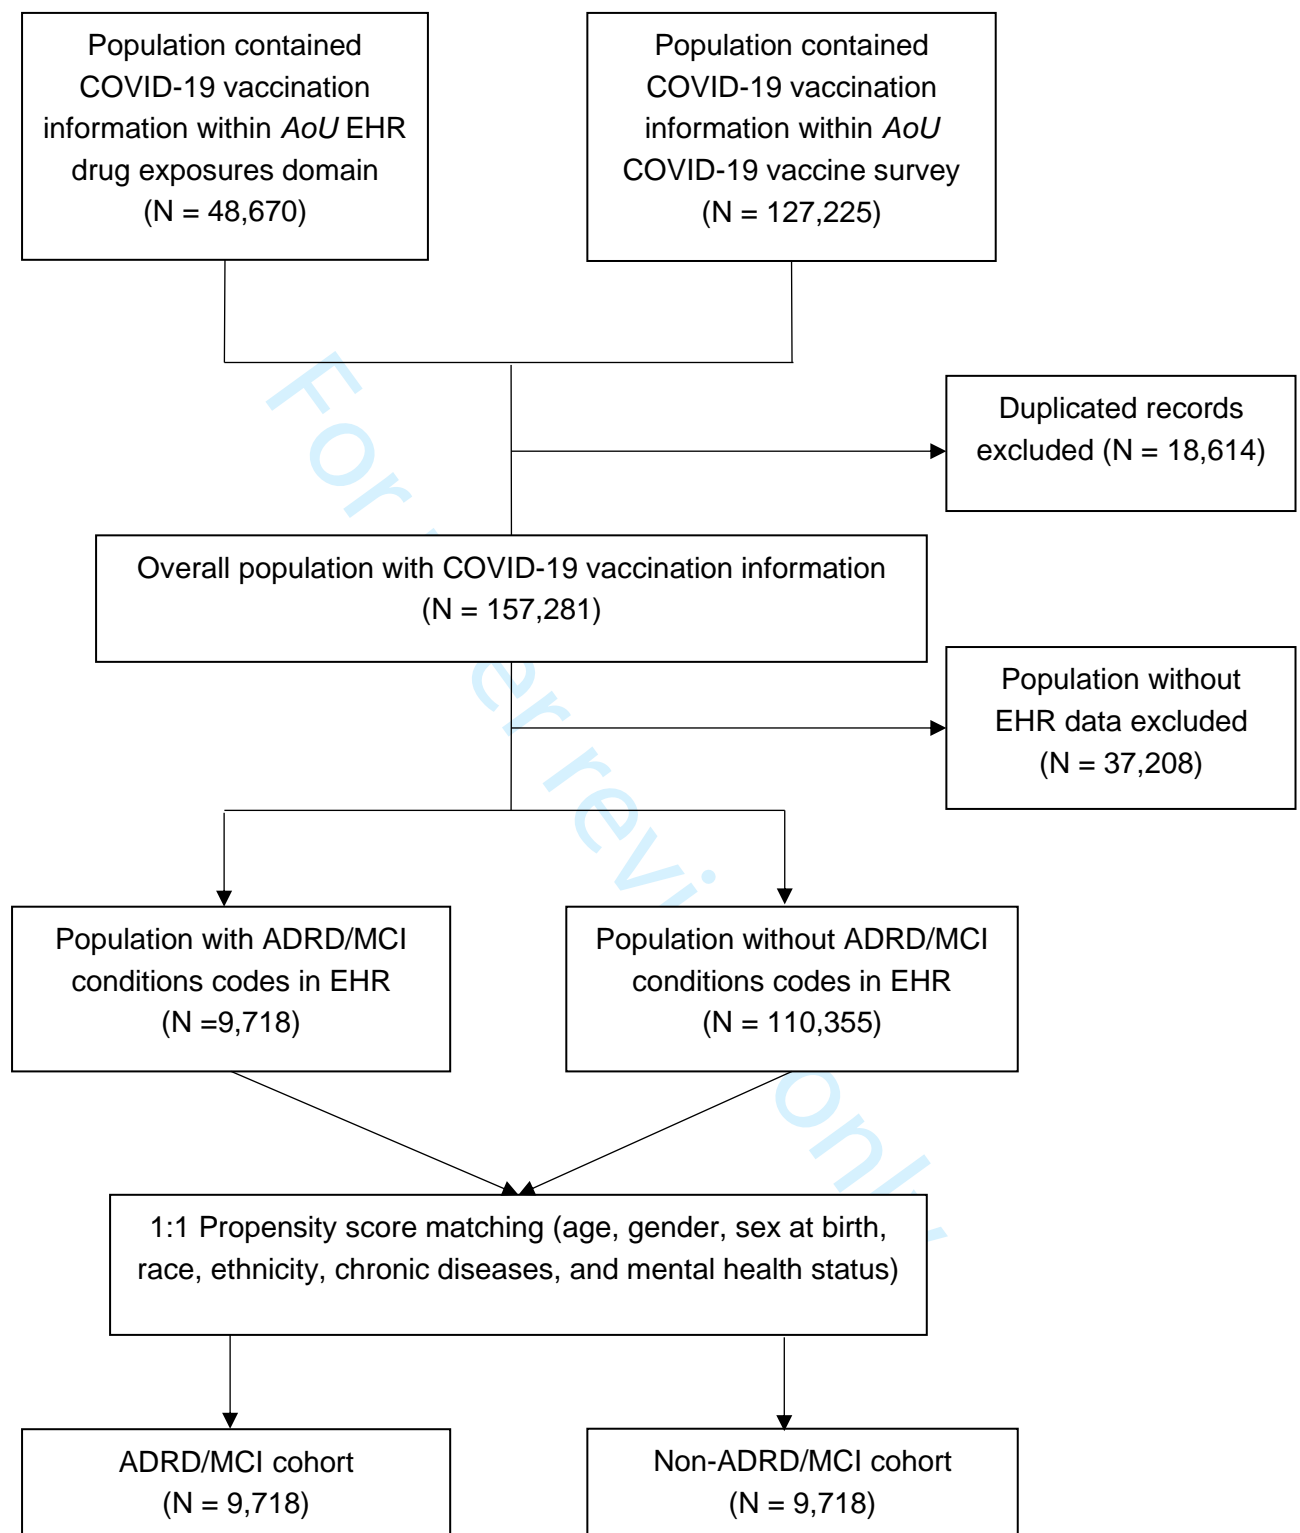 Population contained
COVID-19 vaccination
information within AoU EHR
drug exposures domain
(N = 48,670)
Population contained
COVID-19 vaccination
information within AoU
COVID-19 vaccine survey
(N = 127,225)
Duplicated records
excluded (N = 18,614)
Overall population with COVID-19 vaccination information
(N = 157,281)
Population without
EHR data excluded
(N = 37,208)
Population with ADRD/MCI
conditions codes in EHR
(N =9,718)
Population without ADRD/MCI
conditions codes in EHR
(N = 110,355)
1:1 Propensity score matching (age, gender, sex at birth,
race, ethnicity, chronic diseases, and mental health status)
ADRD/MCI cohort
(N = 9,718)
Non-ADRD/MCI cohort
(N = 9,718)
For peer review only